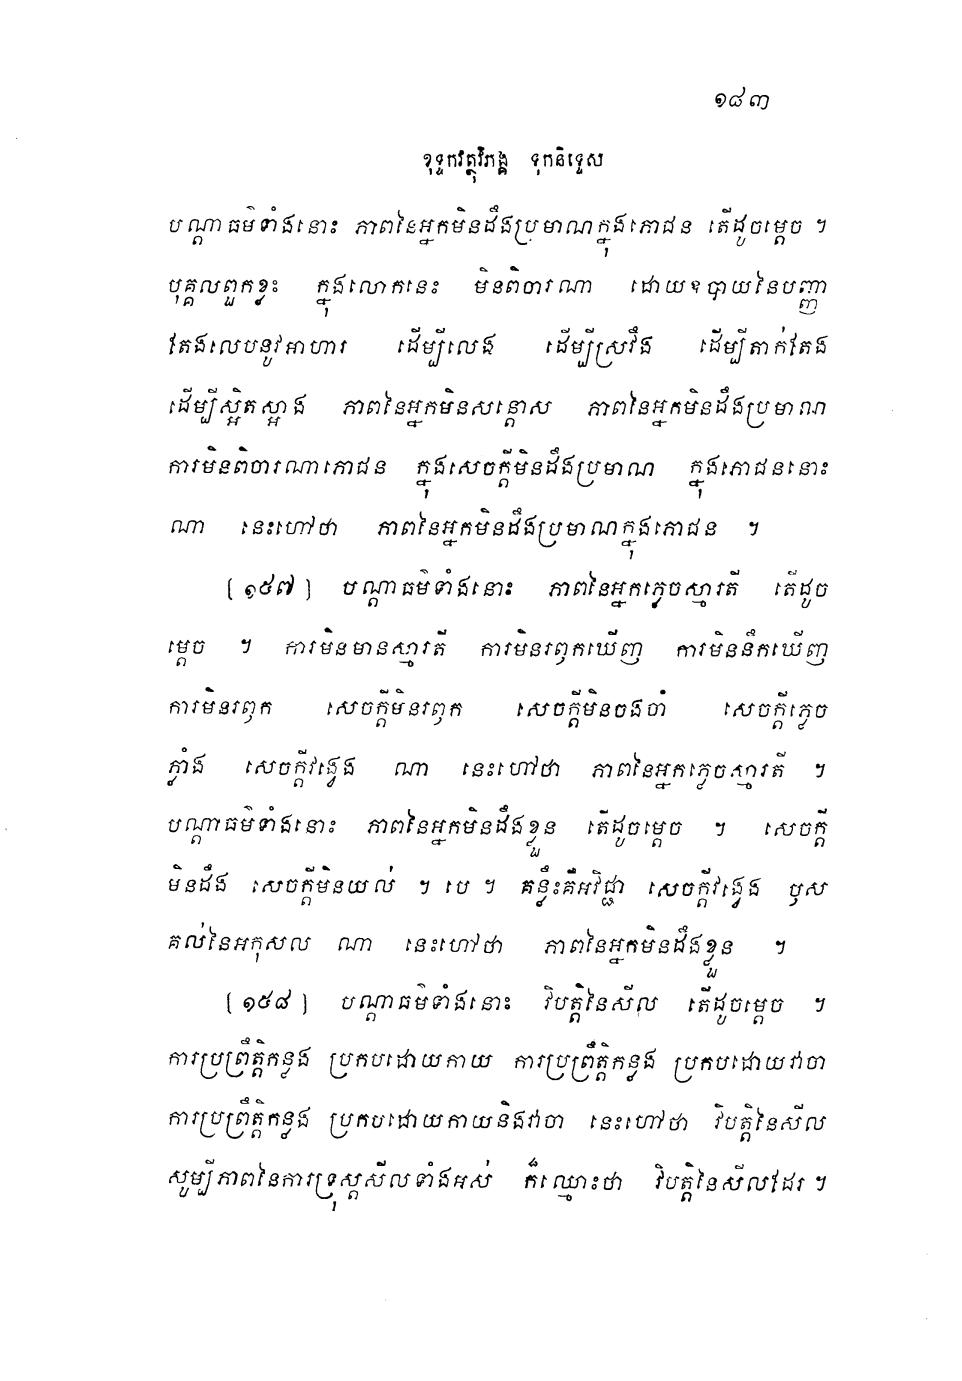 ១៨៣
ខុទ្ទកវត្ថុវិភង្គ ទុកនិទ្ទេស
បណ្តាធម៌ទាំងនោះ ភាពនៃអ្នកមិនដឹងប្រមាណក្នុងភោជន តើដូចម្តេច ។
បុគ្គលពួកខ្លះ ក្នុងលោកនេះ មិនពិចារណា ដោយឧបាយនៃបញ្ញា
តែងលេបនូវអាហារ ដើម្បីលេង ដើម្បីស្រវឹង ដើម្បីតាក់តែង
ដើម្បីស្អិតស្អាង ភាពនៃអ្នកមិនសន្តោស ភាពនៃអ្នកមិនដឹងប្រមាណ
ការមិនពិចារណាភោជន ក្នុងសេចក្តីមិនដឹងប្រមាណ ក្នុងភោជននោះ
ណា នេះហៅថា ភាពនៃអ្នកមិនដឹងប្រមាណក្នុងភោជន ។
(១៥៧) បណ្តាធម៌ទាំងនោះ ភាពនៃអ្នកភ្លេចស្មារតី តើដូច
ម្តេច ។ ការមិនមានស្មារតី ការមិនរឭកឃើញ ការមិននឹកឃើញ
ការមិនរឭក សេចក្តីមិនរឭក សេចក្តីមិនចងចាំ សេចក្តីភ្លេច
ភ្លាំង សេចក្តីវង្វេង ណា នេះហៅថា ភាពនៃអ្នកភ្លេចស្មារតី ។
បណ្តាធម៌ទាំងនោះ ភាពនៃអ្នកមិនដឹងខ្លួន តើដូចម្តេច ។ សេចក្តី
មិនដឹង សេចក្តីមិនយល់ ។ បេ ។ គន្លឹះគឺអវិជ្ជា សេចក្តីវង្វេង ឫស
គល់នៃអកុសល ណា នេះហៅថា ភាពនៃអ្នកមិនដឹងខ្លួន ។
(១៥៨) បណ្តាធម៌ទាំងនោះ វិបត្តិនៃសីល តើដូចម្តេច ។
ការប្រព្រឹត្តិកន្លង ប្រកបដោយកាយ ការប្រព្រឹត្តិកន្លង ប្រកបដោយវាចា
ការប្រព្រឹត្តិកន្លង ប្រកបដោយកាយនិងវាចា នេះហៅថា វិបត្តិនៃសីល
សូម្បីភាពនៃការទ្រុស្តសីលទាំងអស់ ក៏ឈ្មោះថា វិបត្តិនៃសីលដែរ ។